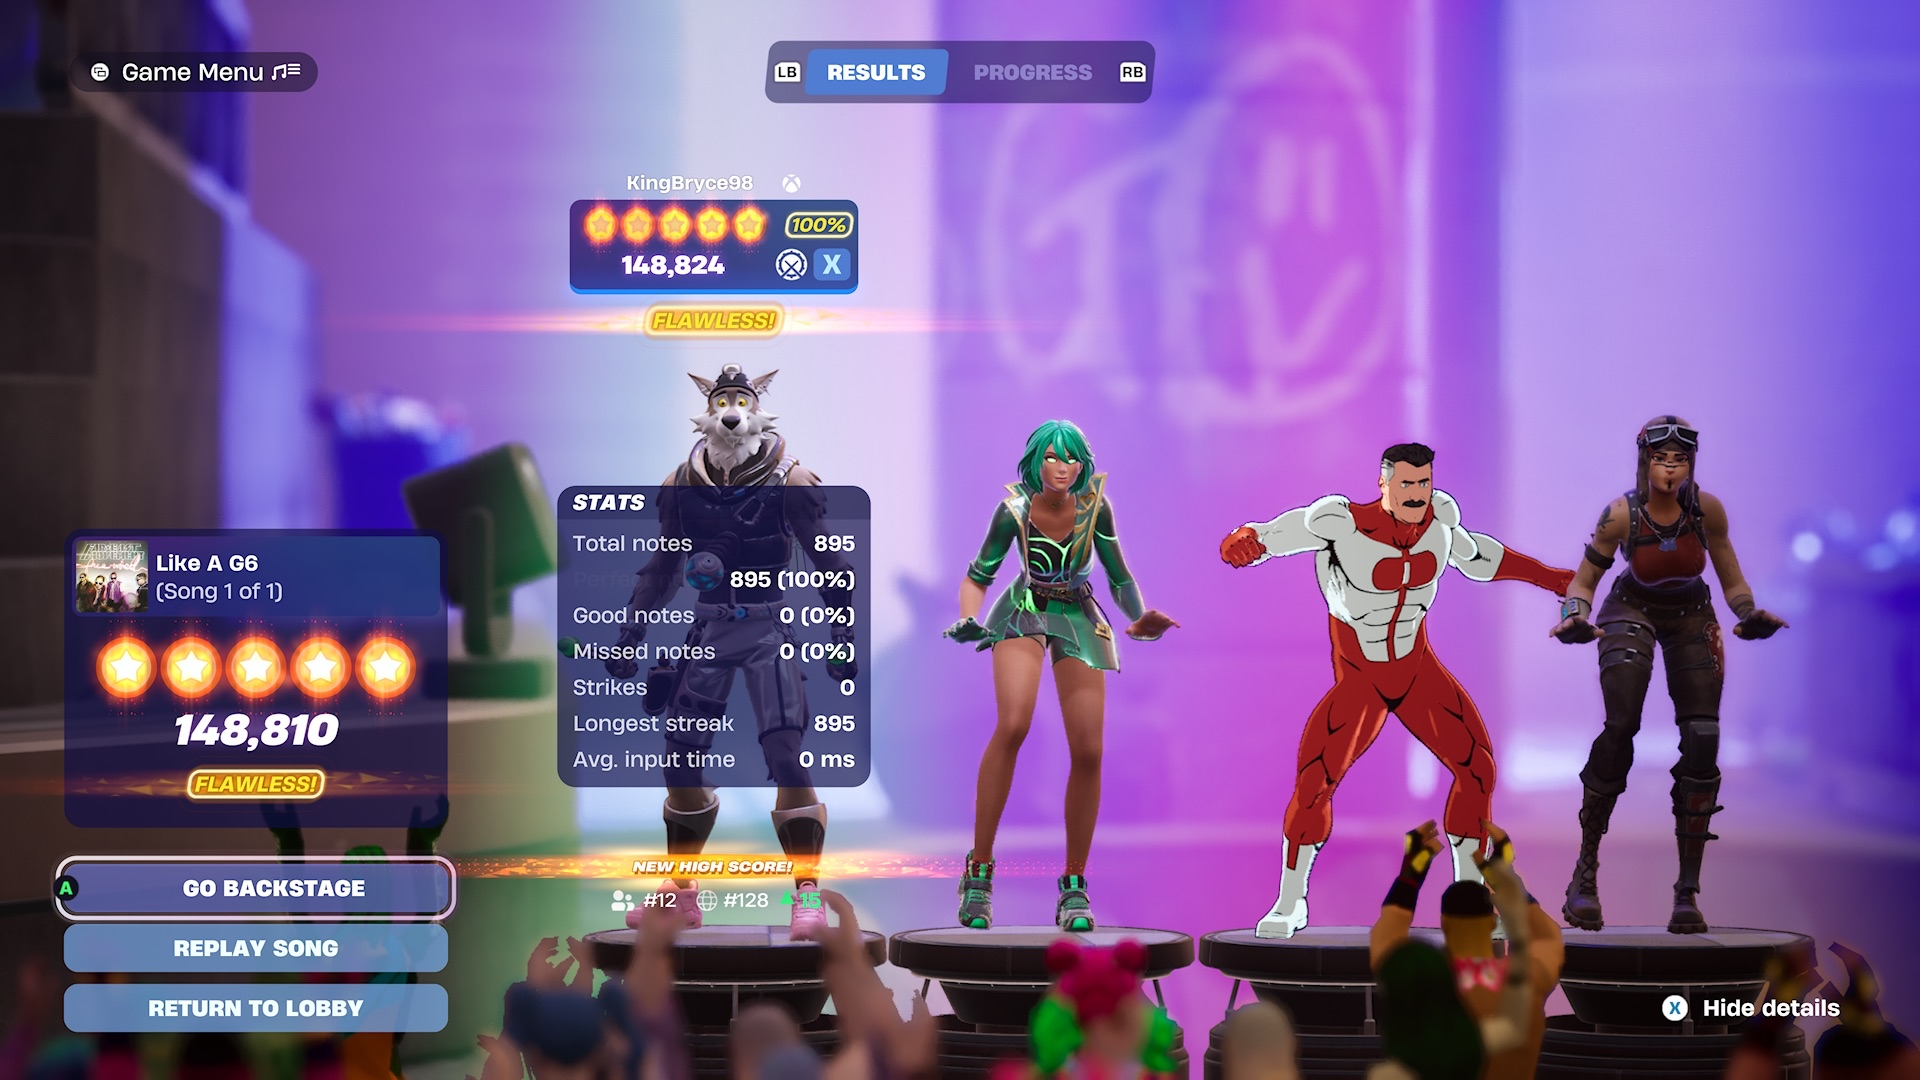 Game Menu
LB RESULTS PROGRESS RB
KingBryce98
100%
148,824
X
FLAWLESS!
STATS
Total notes 895
Perfect 895 (100%)
Good notes 0 (0%)
Missed notes 0 (0%)
Strikes 0
Longest streak 895
Avg. input time 0 ms
Like A G6
(Song 1 of 1)
148,810
FLAWLESS!
NEW HIGH SCORE!
#12 #128 15
A GO BACKSTAGE
REPLAY SONG
RETURN TO LOBBY
X Hide details